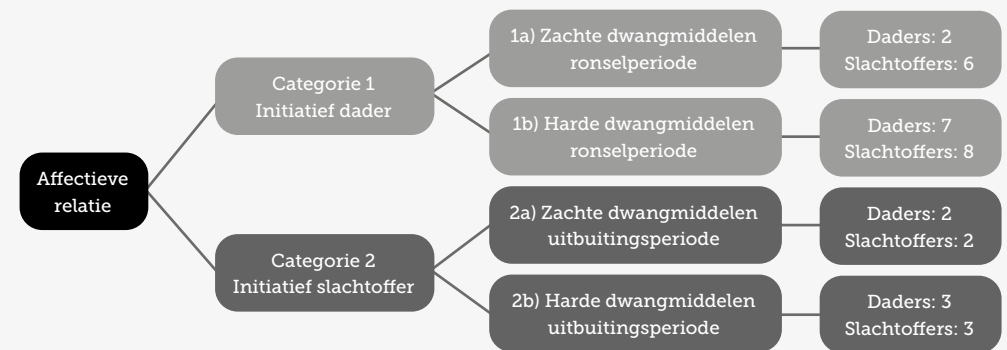 Affectieve
relatie
Categorie 1
Initiatief dader
1a) Zachte dwangmiddelen
ronselperiode
Daders: 2
Slachtoffers: 6
1b) Harde dwangmiddelen
ronselperiode
Daders: 7
Slachtoffers: 8
Categorie 2
Initiatief slachtoffer
2a) Zachte dwangmiddelen
uitbuitingsperiode
Daders: 2
Slachtoffers: 2
2b) Harde dwangmiddelen
uitbuitingsperiode
Daders: 3
Slachtoffers: 3